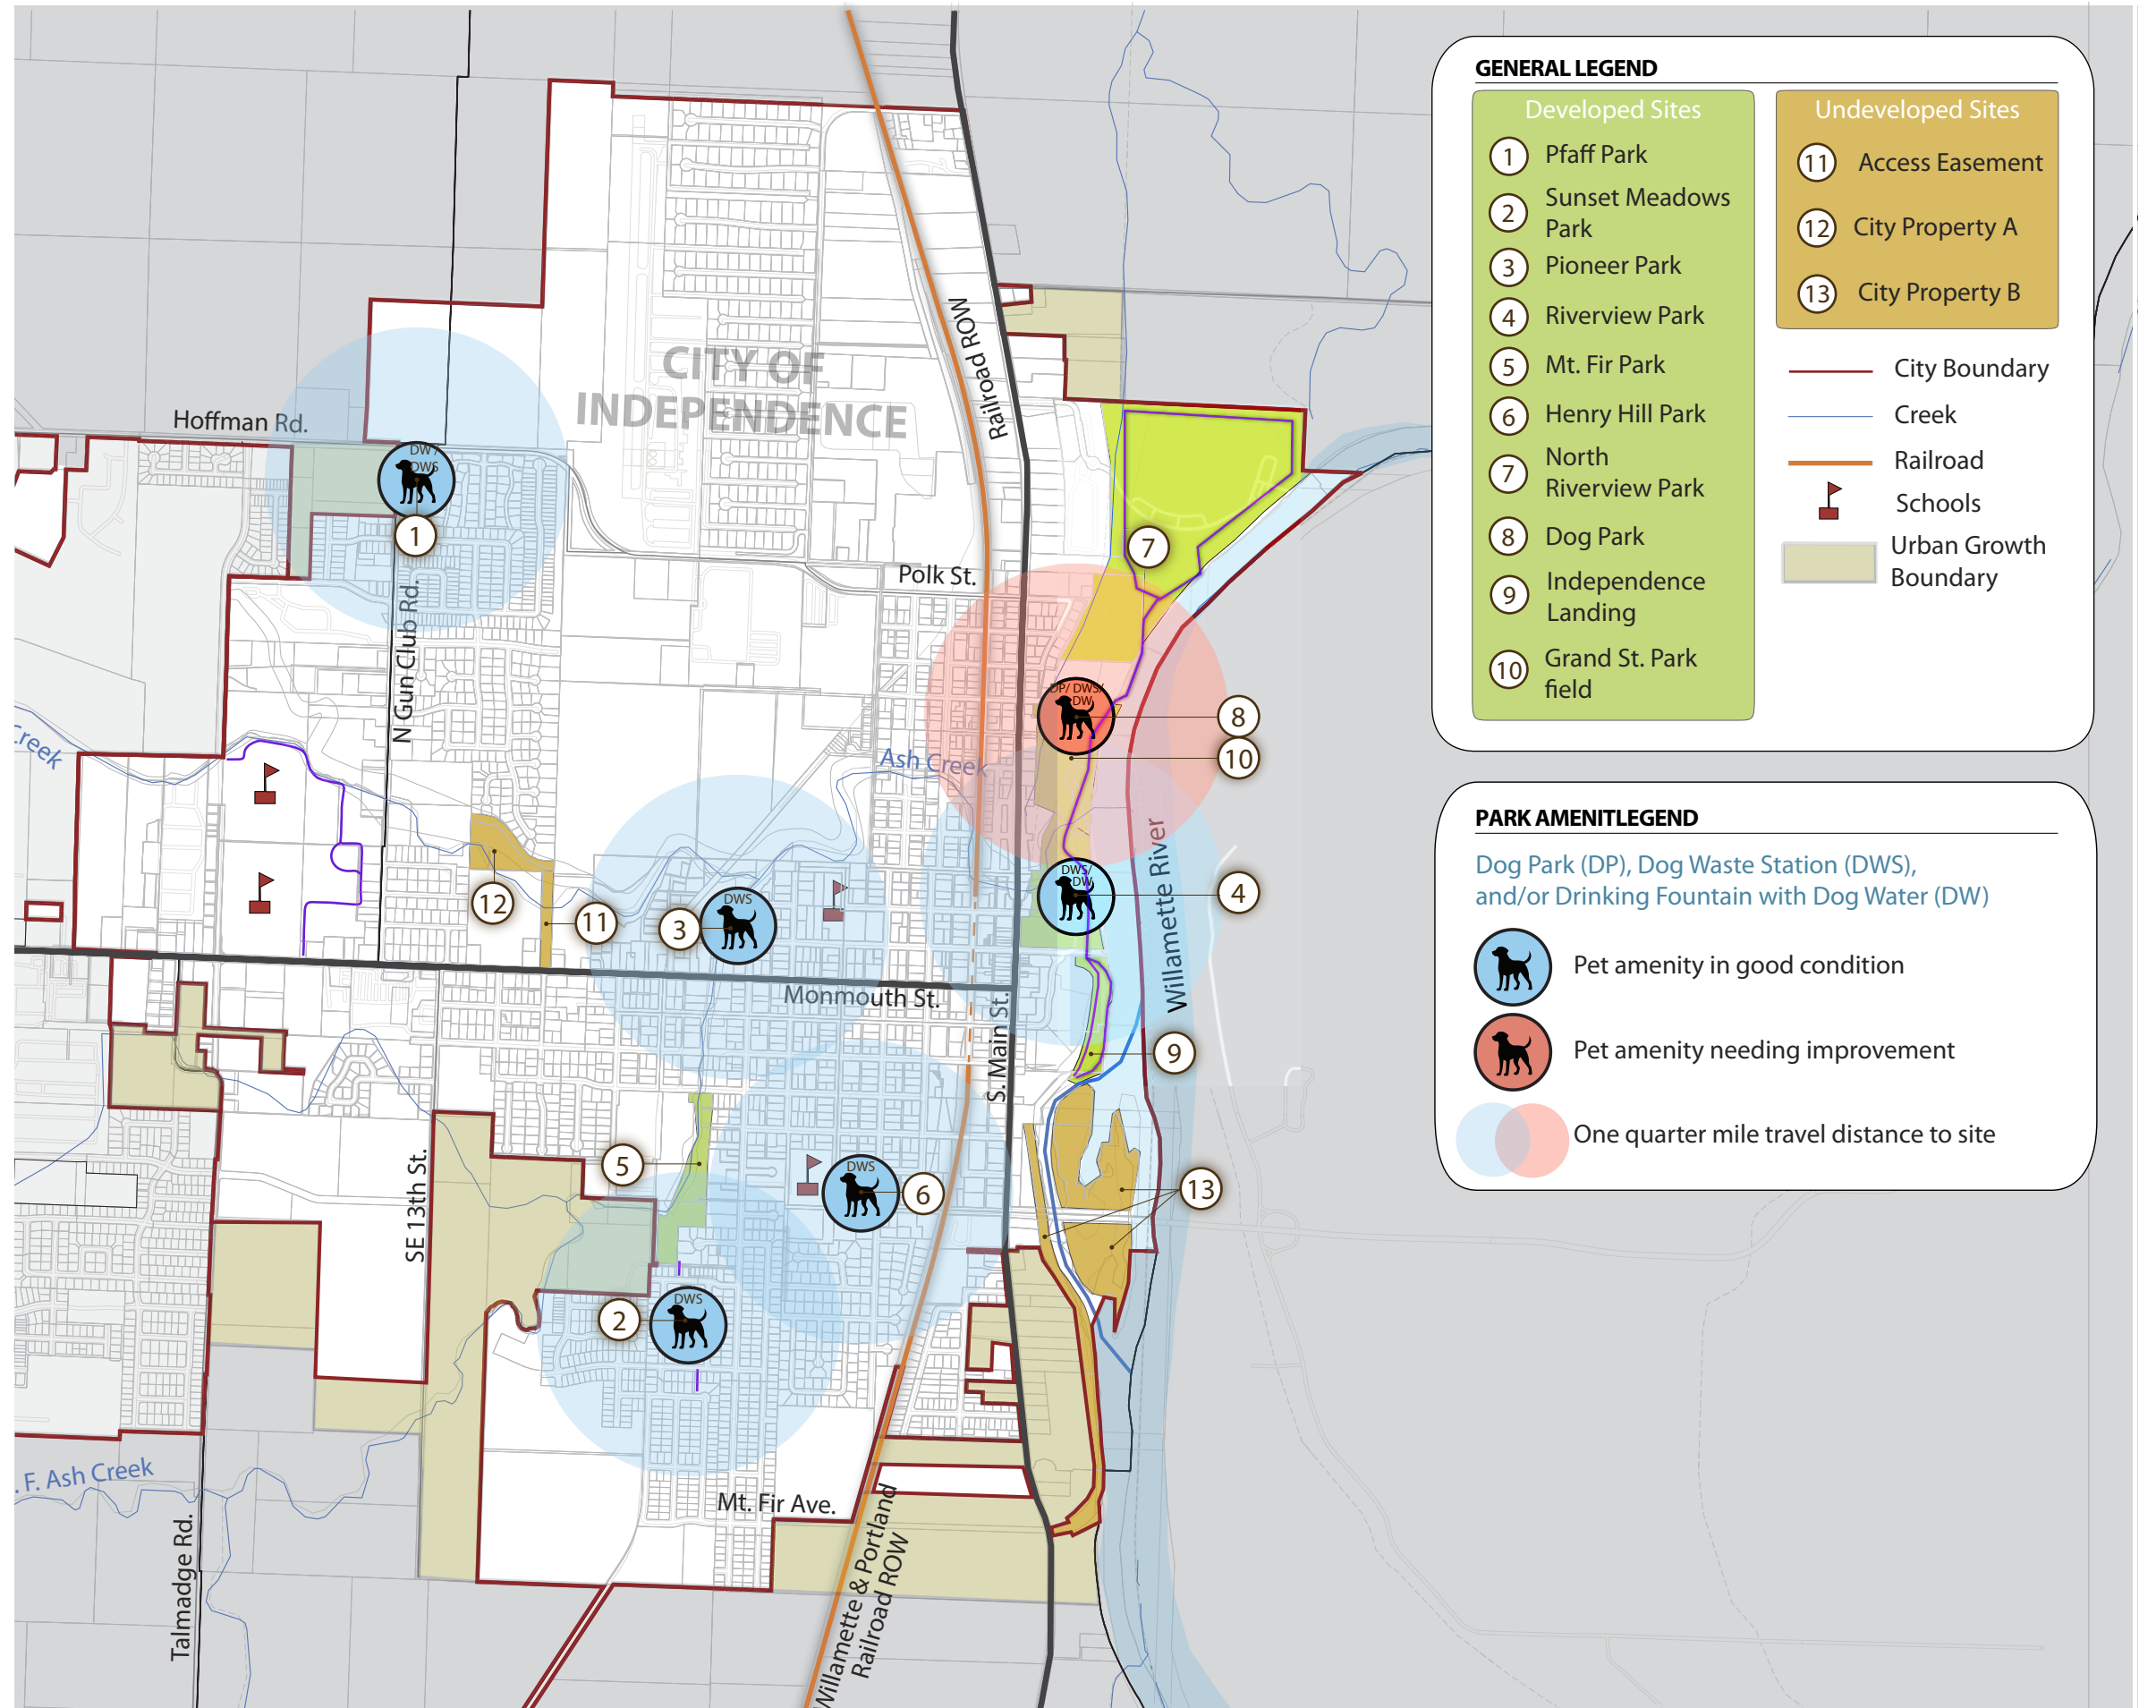 GENERAL LEGEND
Developed Sites
1 Pfaff Park
2 Sunset Meadows
Park
3 Pioneer Park
4 Riverview Park
5 Mt. Fir Park
6 Henry Hill Park
7 North
Riverview Park
8 Dog Park
9 Independence
Landing
10 Grand St. Park
field
Undeveloped Sites
11 Access Easement
12 City Property A
13 City Property B
City Boundary
Creek
Railroad
Schools
Urban Growth
Boundary
PARK AMENITLEGEND
Dog Park (DP), Dog Waste Station (DWS),
and/or Drinking Fountain with Dog Water (DW)
Pet amenity in good condition
Pet amenity needing improvement
One quarter mile travel distance to site
CITY OF
INDEPENDENCE
Hoffman Rd.
Railroad ROW
DW/
DWS
1
N Gun Club Rd.
Polk St.
7
7
DP/ DWS/
DW
8
10
Creek
Ash Creek
DWS/
DW
4
Willamette River
12
11
3
DWS
Monmouth St.
S. Main St.
9
5
DWS
6
13
SE 13th St.
2
DWS
. F. Ash Creek
Mt. Fir Ave.
Talmadge Rd.
Willamette & Portland
Railroad ROW